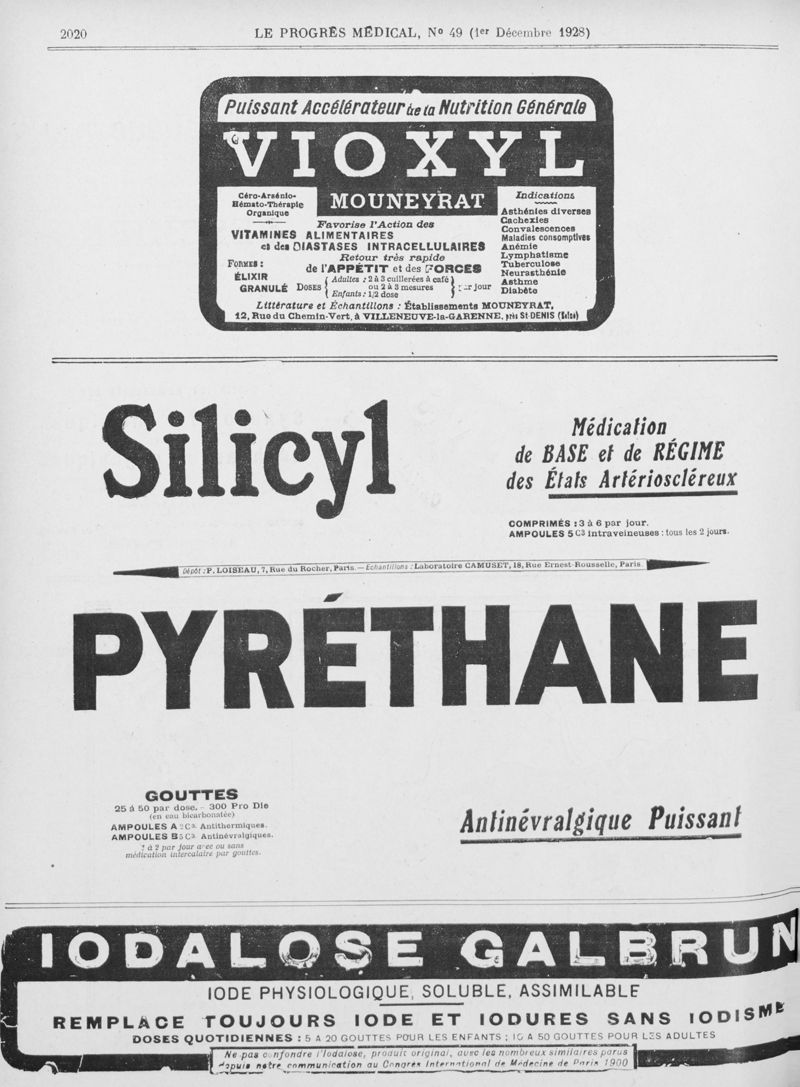 2020
LE PROGRÈS MÉDICAL, No 49 (1er Décembre 1928)
Puissant Accélérateur de la Nutrition Générale
VIOXYL
MOUNEYRAT
Céro-Arsénio-
Hémato-Thérapie
Organique
Favorise l'Action des
VITAMINES ALIMENTAIRES
et des DIASTASES INTRACELLULAIRES
Retour très rapide
de l'APPÉTIT et des FORCES
FORMES :
ÉLIXIR
GRANULÉ
DOSES
Adultes : 2 à 3 cuillerées à café
ou 2 à 3 mesures
Enfants : 1/2 dose
par jour
Indications
Asthénies diverses
Cachexies
Convalescences
Maladies consomptives
Anémie
Lymphatisme
Tuberculose
Neurasthénie
Asthme
Diabète
Littérature et Échantillons : Établissements MOUNEYRAT,
12, Rue du Chemin-Vert, à VILLENEUVE-la-GARENNE, près St-DENIS (Seine)
Silicyl
Médication
de BASE et de RÉGIME
des États Artérioscléreux
COMPRIMÉS : 3 à 6 par jour.
AMPOULES 5 C3 intraveineuses : tous les 2 jours.
Dépôt : P. LOISEAU, 7, Rue du Rocher, Paris. — Échantillons : Laboratoire CAMUSET, 18, Rue Ernest-Rousselle, Paris.
PYRÉTHANE
GOUTTES
25 à 50 par dose. - 300 Pro Die
(en eau bicarbonatée)
AMPOULES A 2 C3. Antithermiques.
AMPOULES B 5 C3. Antinévralgiques.
à 2 par jour avec ou sans
médication intercalaire par gouttes.
Antinévralgique Puissant
IODALOSE GALBRUN
IODE PHYSIOLOGIQUE, SOLUBLE, ASSIMILABLE
REMPLACE TOUJOURS IODE ET IODURES SANS IODISME
DOSES QUOTIDIENNES : 5 A 20 GOUTTES POUR LES ENFANTS ; 10 A 50 GOUTTES POUR LES ADULTES
Ne pas confondre l'Iodalose, produit original, avec les nombreux similaires parus
depuis notre communication au Congrès International de Médecine de Paris 1900